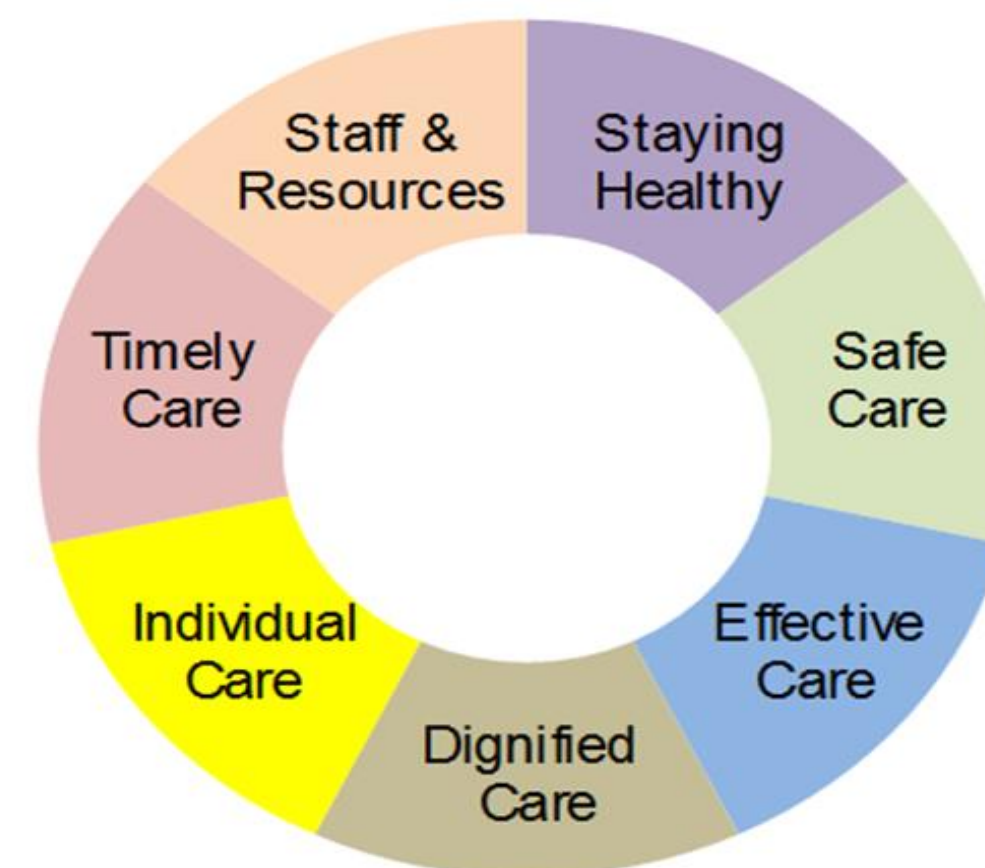 Staff &
Resources
Staying
Healthy
Timely
Care
Safe
Care
Individual
Care
Effective
Care
Dignified
Care